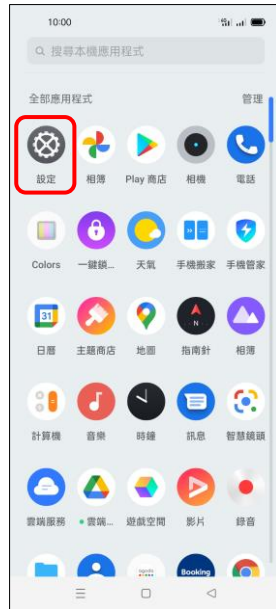 10:00
搜尋本機應用程式
全部應用程式 管理
設定 相簿 Play 商店 相機 電話
Colors 一鍵鎖... 天氣 手機搬家 手機管家
31
N
日曆 主題商店 地圖 指南針 相簿
計算機 音樂 時鐘 訊息 智慧鏡頭
雲端服務 雲端... 遊戲空間 影片 錄音
agoda Booking